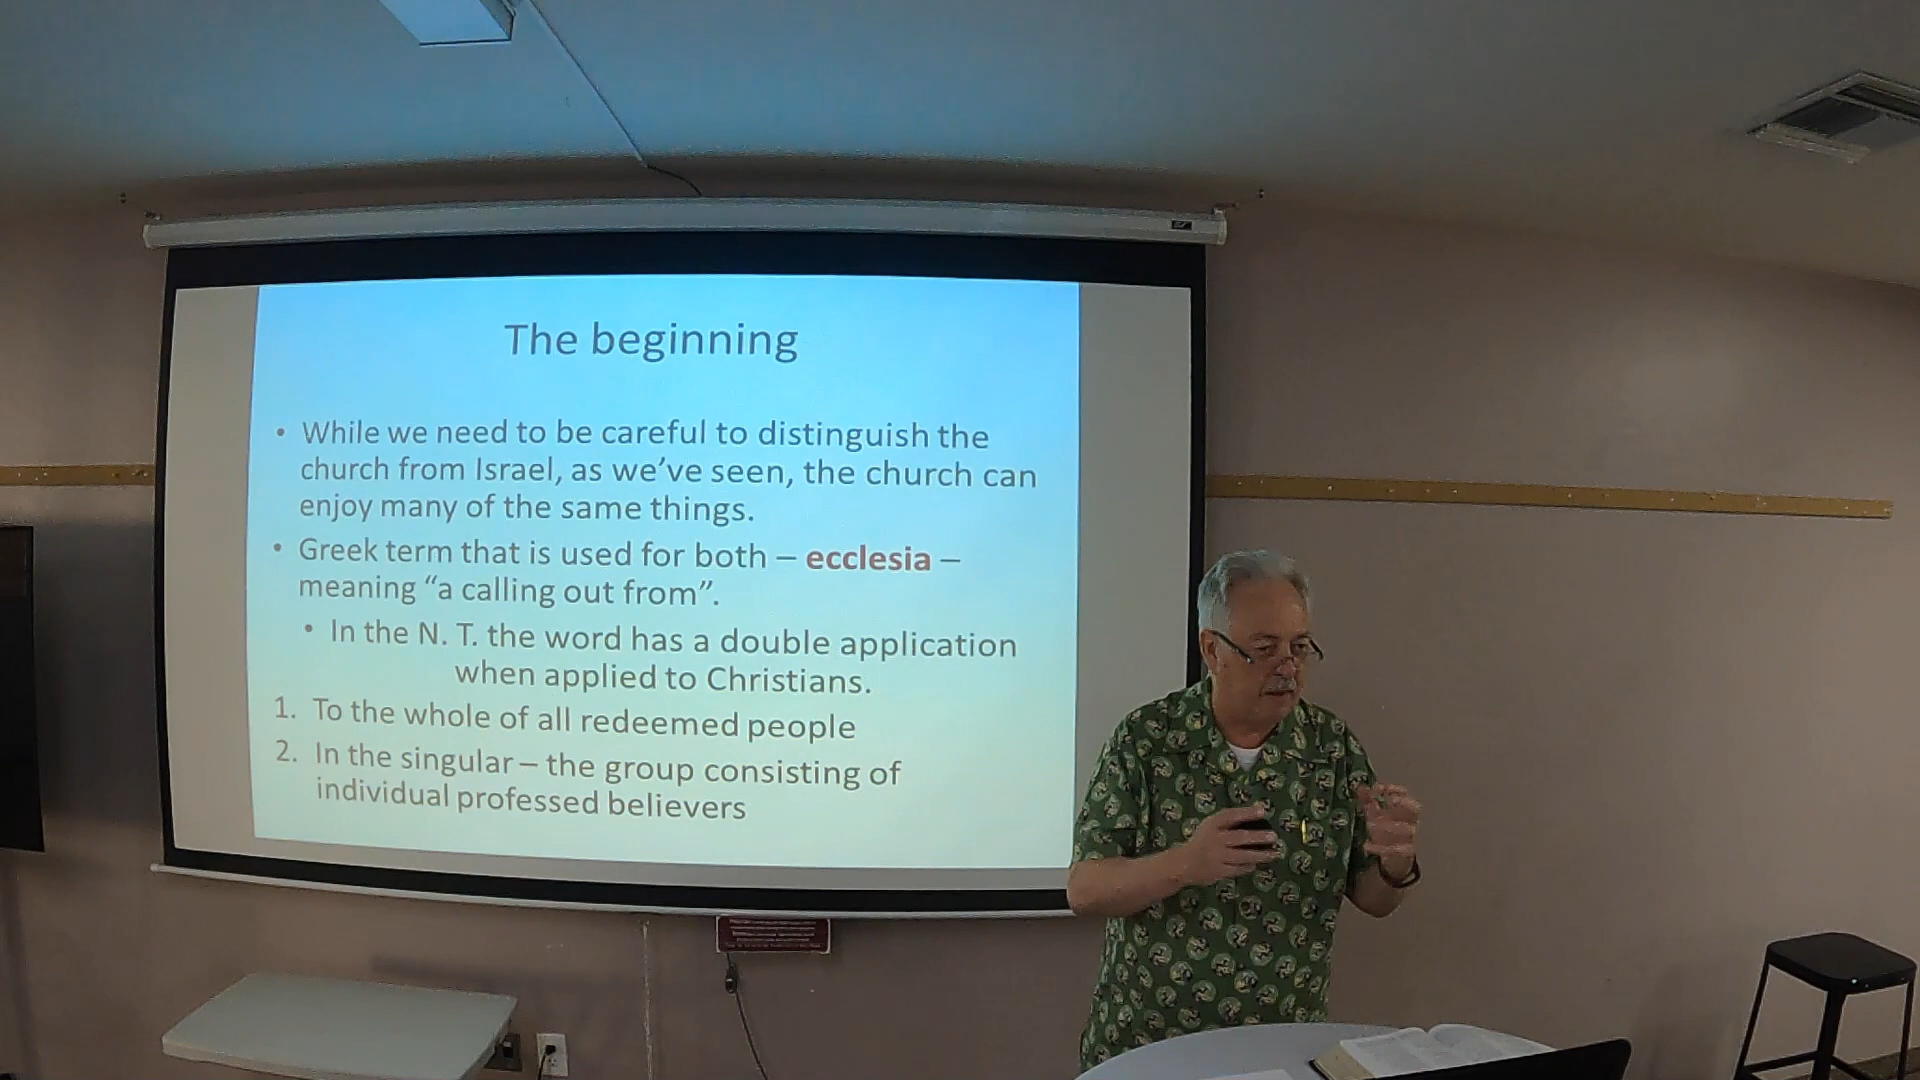 The beginning
• While we need to be careful to distinguish the
church from Israel, as we've seen, the church can
enjoy many of the same things.
• Greek term that is used for both – ecclesia –
meaning "a calling out from".
• In the N. T. the word has a double application
when applied to Christians.
1. To the whole of all redeemed people
2. In the singular – the group consisting of
individual professed believers